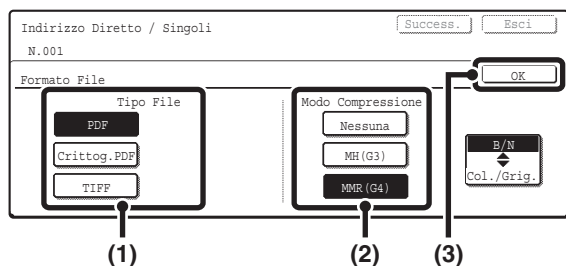 Indirizzo Diretto / Singoli
Success.
Esci
N.001
Formato File
OK
Tipo File
PDF
Crittog.PDF
TIFF
Modo Compressione
Nessuna
MH(G3)
MMR(G4)
B/N
Col./Grig.
(1)
(2)
(3)